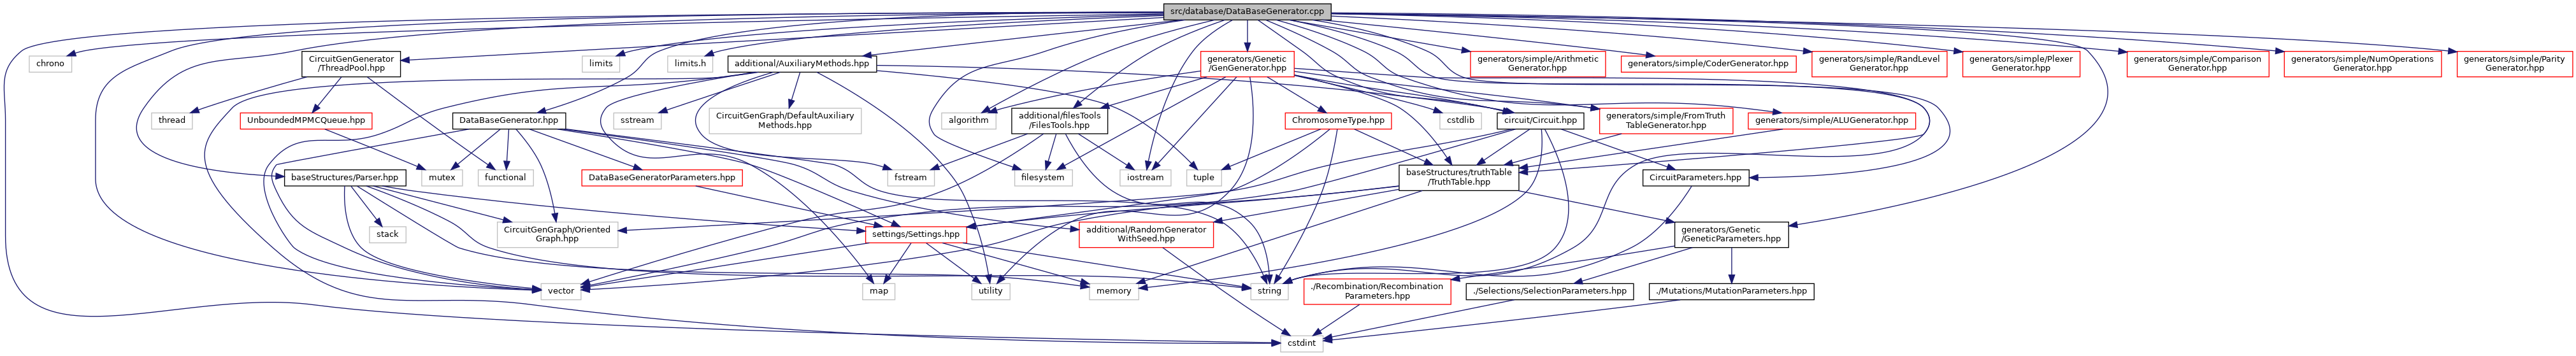 src/database/DataBaseGenerator.cpp
chrono
CircuitGenGenerator
/ThreadPool.hpp
limits
limits.h
additional/AuxiliaryMethods.hpp
generators/Genetic
/GenGenerator.hpp
generators/simple/Arithmetic
Generator.hpp
generators/simple/CoderGenerator.hpp
generators/simple/RandLevel
Generator.hpp
generators/simple/Plexer
Generator.hpp
generators/simple/Comparison
Generator.hpp
generators/simple/NumOperations
Generator.hpp
generators/simple/Parity
Generator.hpp
thread
UnboundedMPMCQueue.hpp
DataBaseGenerator.hpp
sstream
CircuitGenGraph/DefaultAuxiliary
Methods.hpp
algorithm
additional/filesTools
/FilesTools.hpp
ChromosomeType.hpp
cstdlib
circuit/Circuit.hpp
generators/simple/FromTruth
TableGenerator.hpp
generators/simple/ALUGenerator.hpp
baseStructures/Parser.hpp
mutex
functional
DataBaseGeneratorParameters.hpp
fstream
filesystem
iostream
tuple
baseStructures/truthTable
/TruthTable.hpp
CircuitParameters.hpp
stack
CircuitGenGraph/Oriented
Graph.hpp
settings/Settings.hpp
additional/RandomGenerator
WithSeed.hpp
generators/Genetic
/GeneticParameters.hpp
vector
map
utility
memory
string
./Recombination/Recombination
Parameters.hpp
./Selections/SelectionParameters.hpp
./Mutations/MutationParameters.hpp
cstdint